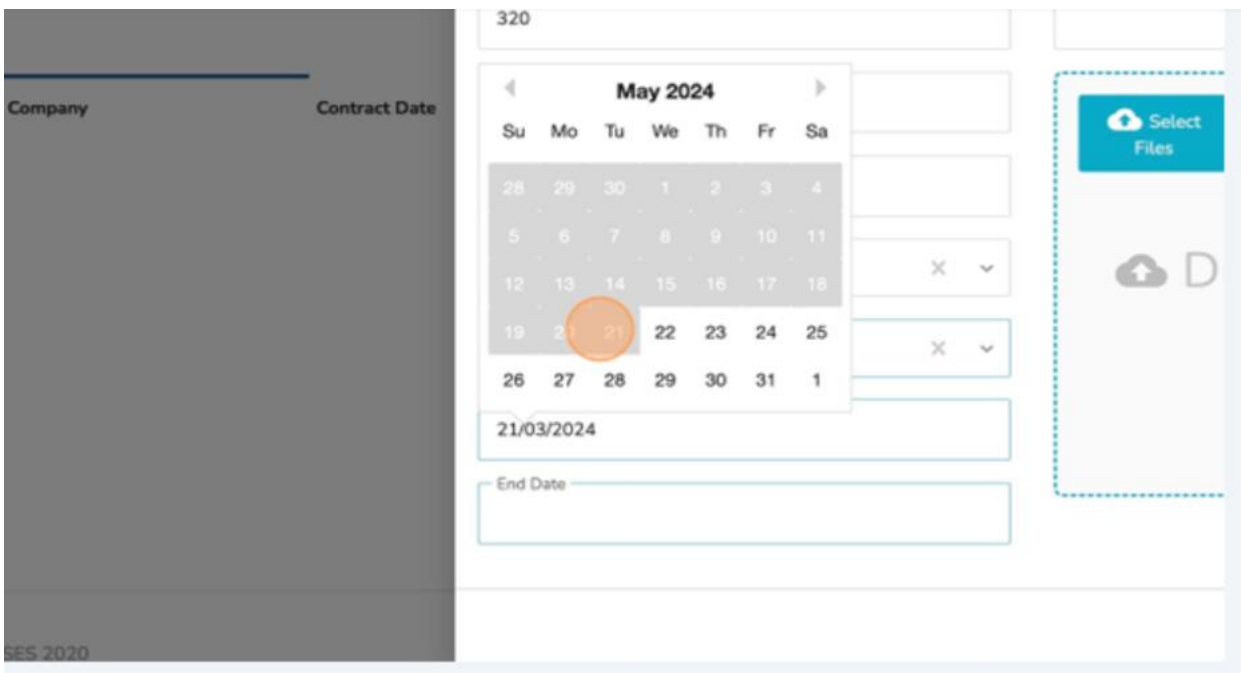 320
Company
Contract Date
May 2024
Su Mo Tu We Th Fr Sa
28 29 30 1 2 3 4
5 6 7 8 9 10 11
12 13 14 15 16 17 18
19 20 21 22 23 24 25
26 27 28 29 30 31 1
Select
Files
D
21/03/2024
End Date
SES 2020